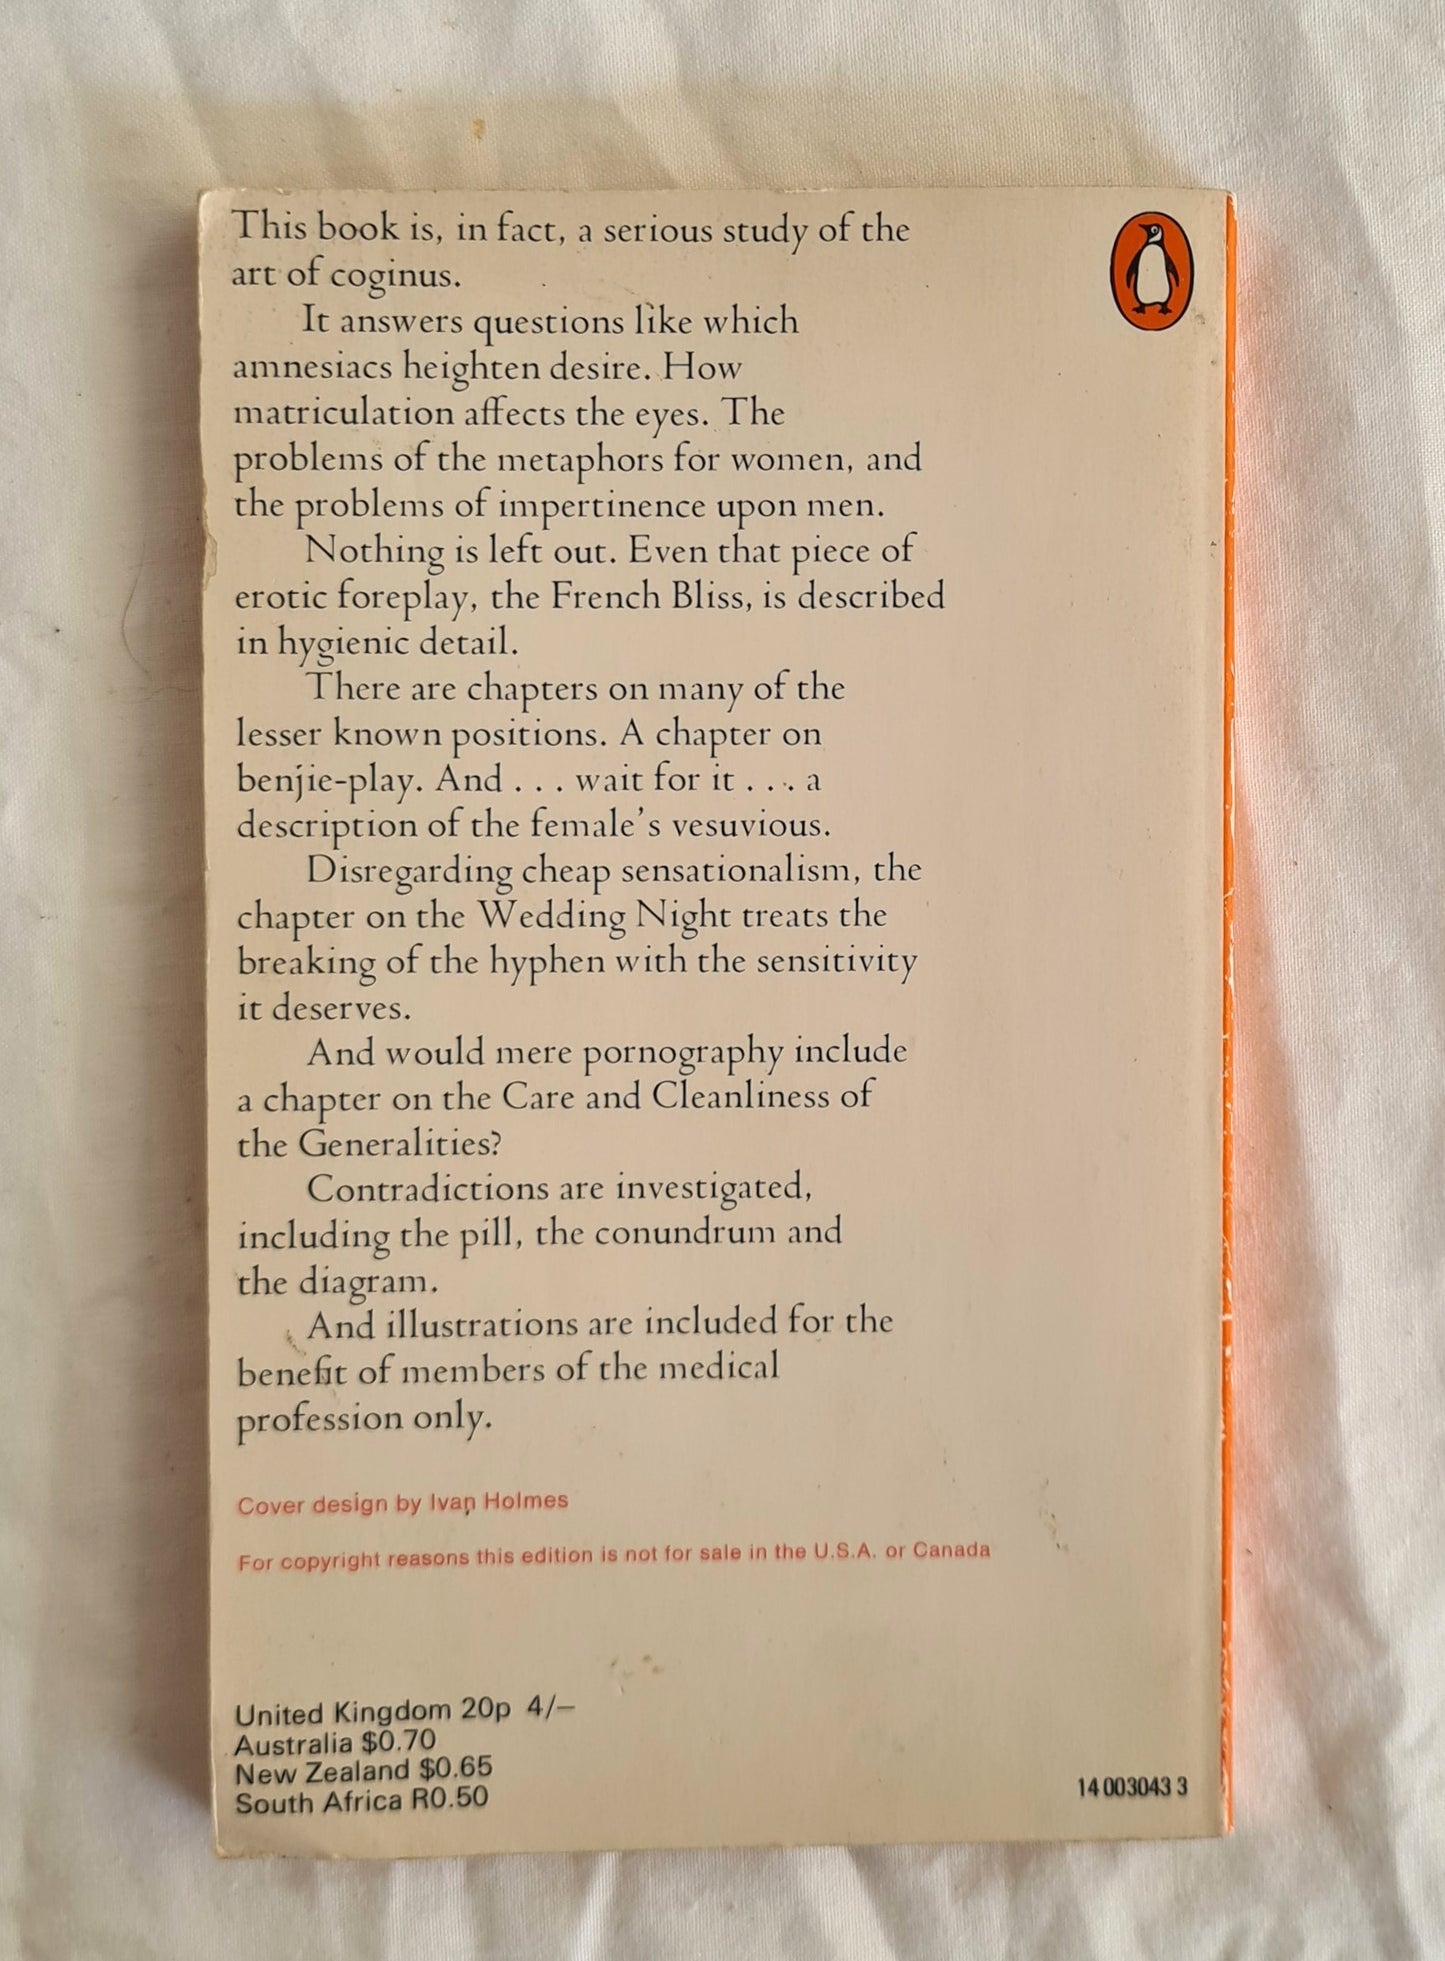 This book is, in fact, a serious study of the
art of coginus.
It answers questions like which
amnesiacs heighten desire. How
matriculation affects the eyes. The
problems of the metaphors for women, and
the problems of impertinence upon men.
Nothing is left out. Even that piece of
erotic foreplay, the French Bliss, is described
in hygienic detail.
There are chapters on many of the
lesser known positions. A chapter on
benjie-play. And . . . wait for it . . . a
description of the female's vesuvious.
Disregarding cheap sensationalism, the
chapter on the Wedding Night treats the
breaking of the hyphen with the sensitivity
it deserves.
And would mere pornography include
a chapter on the Care and Cleanliness of
the Generalities?
Contradictions are investigated,
including the pill, the conundrum and
the diagram.
And illustrations are included for the
benefit of members of the medical
profession only.
Cover design by Ivan Holmes
For copyright reasons this edition is not for sale in the U.S.A. or Canada
United Kingdom 20p 4/–
Australia $0.70
New Zealand $0.65
South Africa R0.50
14 003043 3